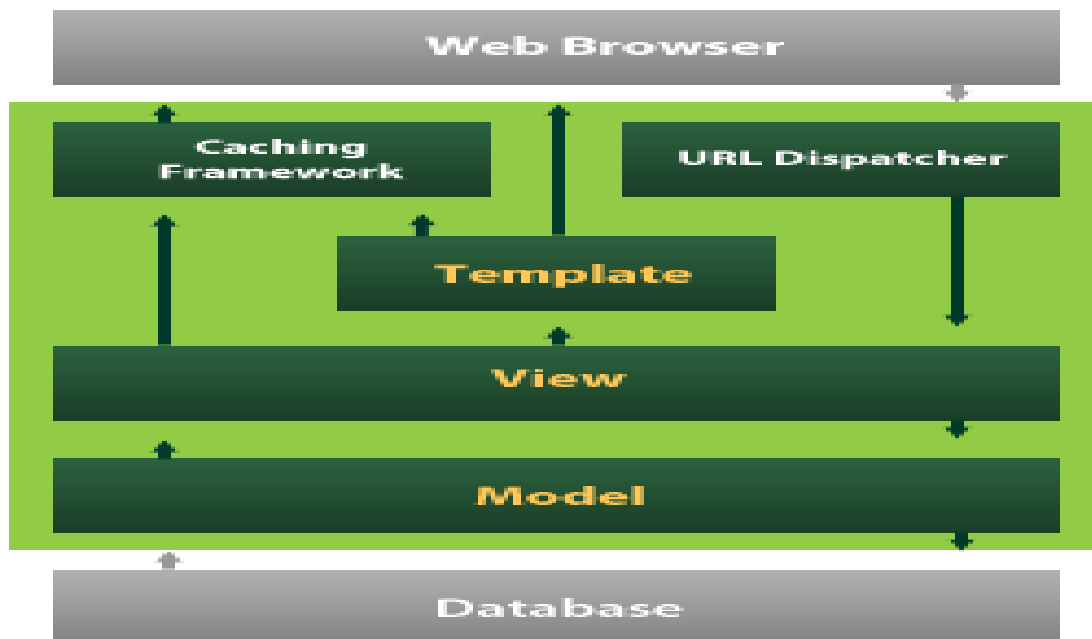 Web Browser
Caching
Framework
URL Dispatcher
Template
View
Model
Database